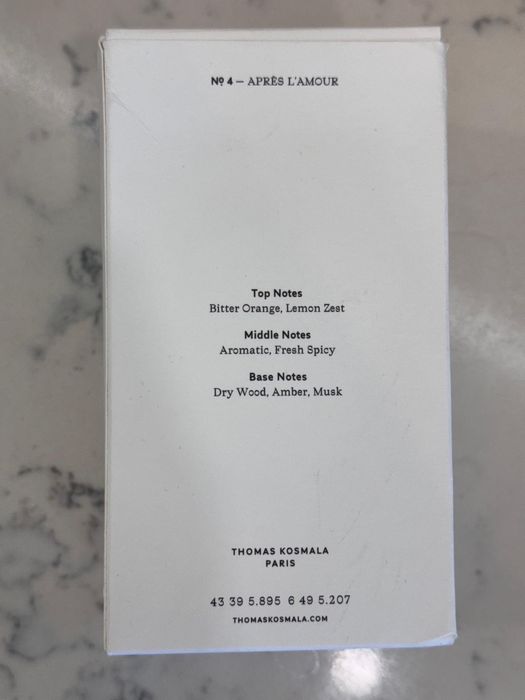 Nº 4 — APRÈS L'AMOUR
Top Notes
Bitter Orange, Lemon Zest
Middle Notes
Aromatic, Fresh Spicy
Base Notes
Dry Wood, Amber, Musk
THOMAS KOSMALA
PARIS
43 39 5.895 6 49 5.207
THOMASKOSMALA.COM